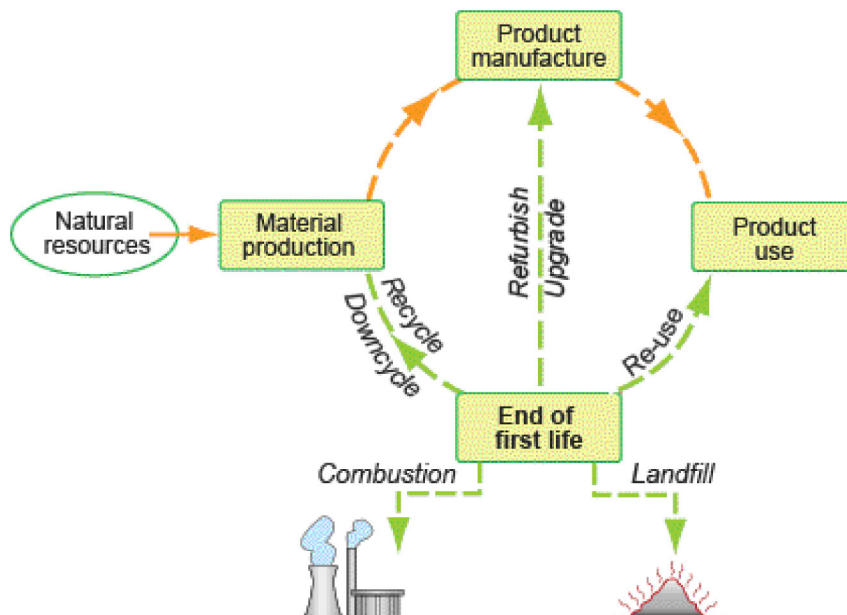 Product
manufacture
Natural
resources
Material
production
Refurbish
Upgrade
Product
use
Recycle
Downcycle
Re-use
End of
first life
Combustion
Landfill